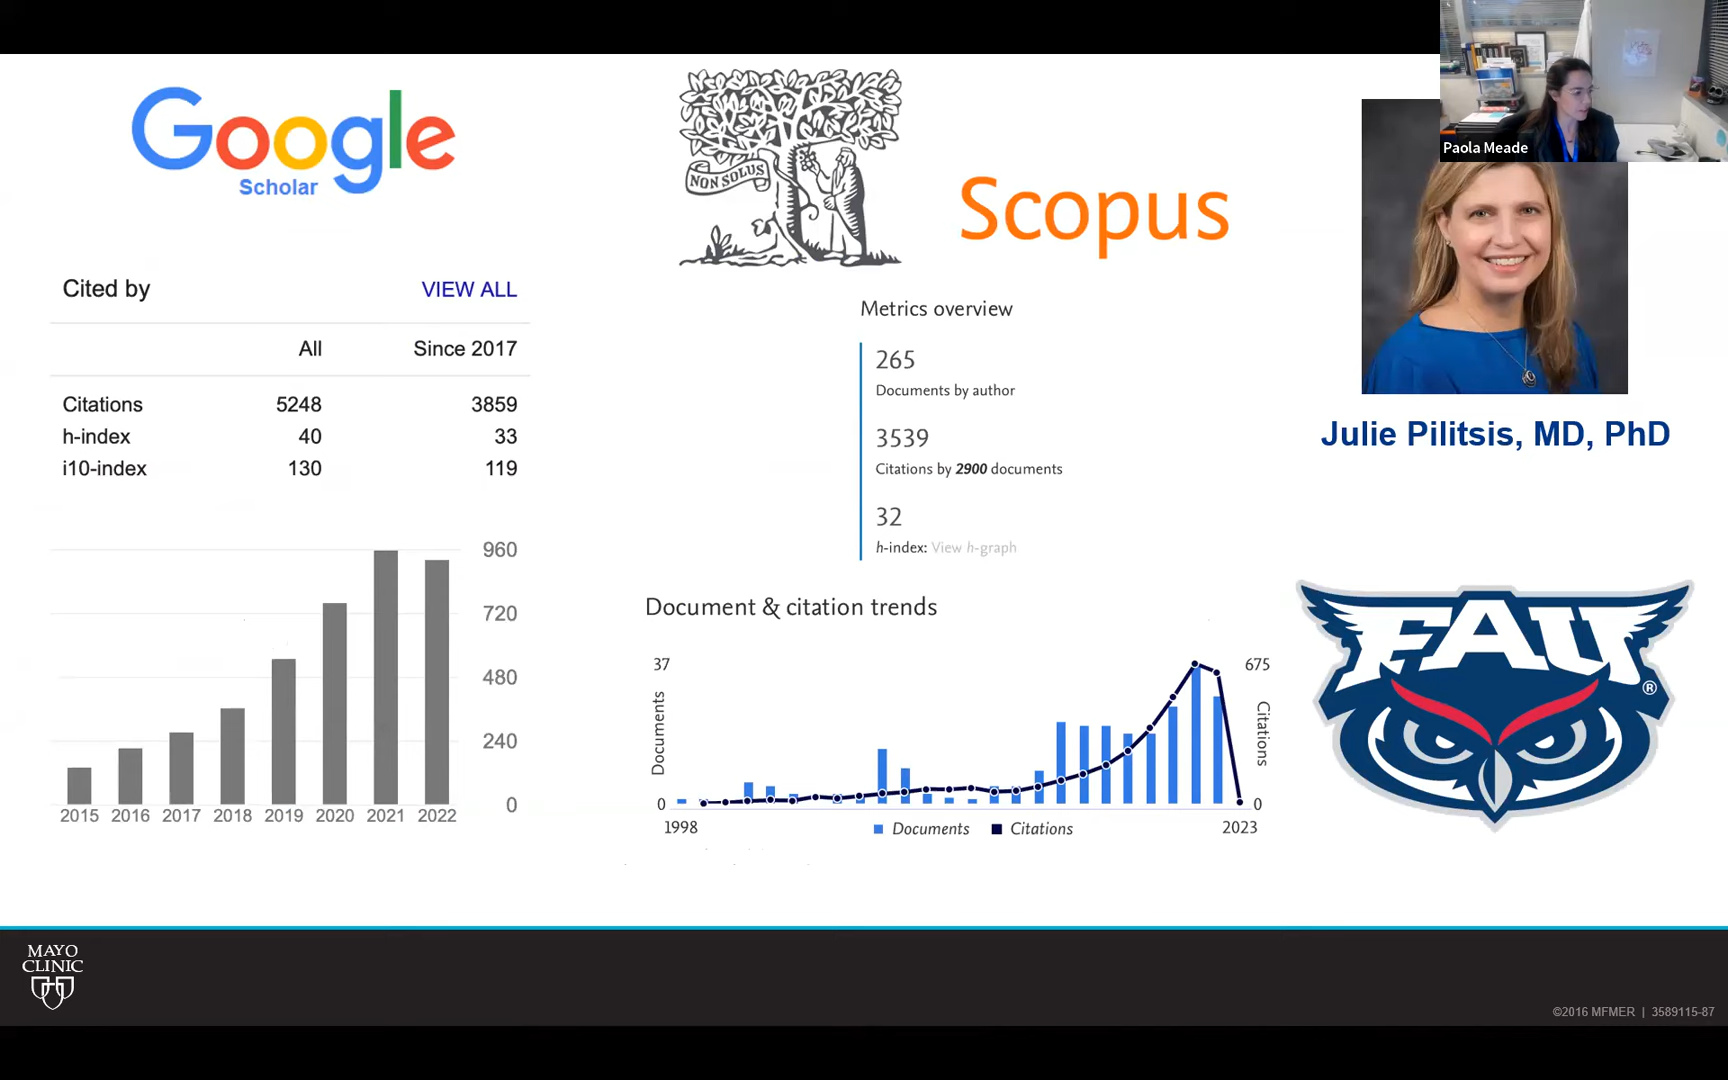 Google
Scholar
Cited by VIEW ALL
All Since 2017
Citations 5248 3859
h-index 40 33
i10-index 130 119
960
720
480
240
0
2015 2016 2017 2018 2019 2020 2021 2022
NON SOLUS
Scopus
Metrics overview
265
Documents by author
3539
Citations by 2900 documents
32
h-index: View h-graph
Document & citation trends
37 675
Documents Citations
0 0
1998 2023
Documents Citations
Paola Meade
Julie Pilitsis, MD, PhD
FAU®
MAYO
CLINIC
©2016 MFMER | 3589115-87